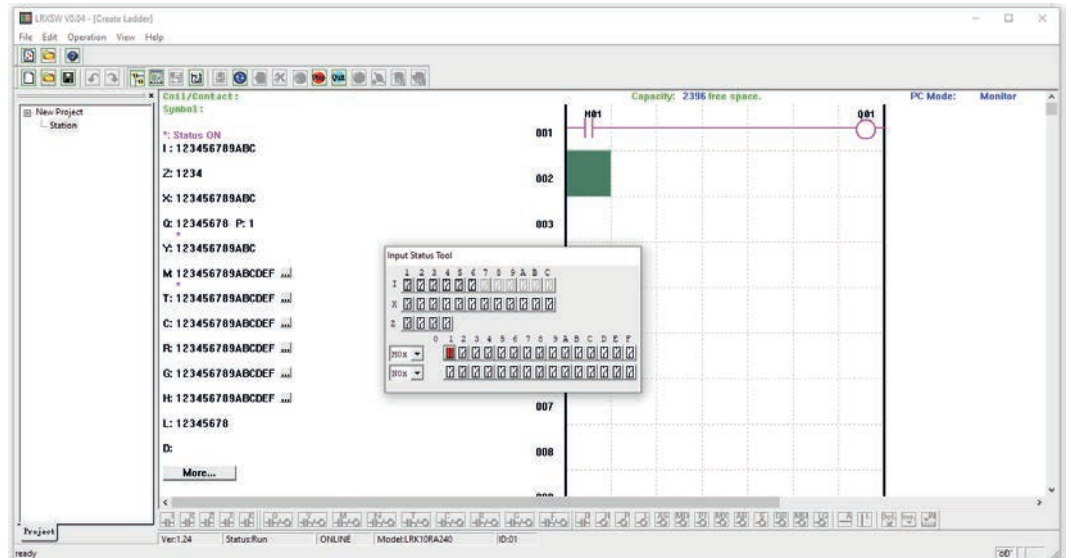 LRXSW V3.04 - [Create Ladder]
File Edit Operation View Help
New Project
Station
Project
Coil/Contact:
Symbol:
*: Status ON
I : 123456789ABC
Z: 1234
X: 123456789ABC
Q: 12345678 P: 1
*
Y: 123456789ABC
M: 123456789ABCDEF ...
*
T: 123456789ABCDEF ...
C: 123456789ABCDEF ...
R: 123456789ABCDEF ...
G: 123456789ABCDEF ...
H: 123456789ABCDEF ...
L: 12345678
D:
More...
Capacity: 2396 free space.
PC Mode: Monitor
M01
Q01
001
002
003
007
008
Input Status Tool
1 2 3 4 5 6 7 8 9 A B C
I
X
Z
0 1 2 3 4 5 6 7 8 9 A B C D E F
M0x
N0x
ready
Ver:1.24 Status:Run ONLINE Model:LRK10RA240 ID:01